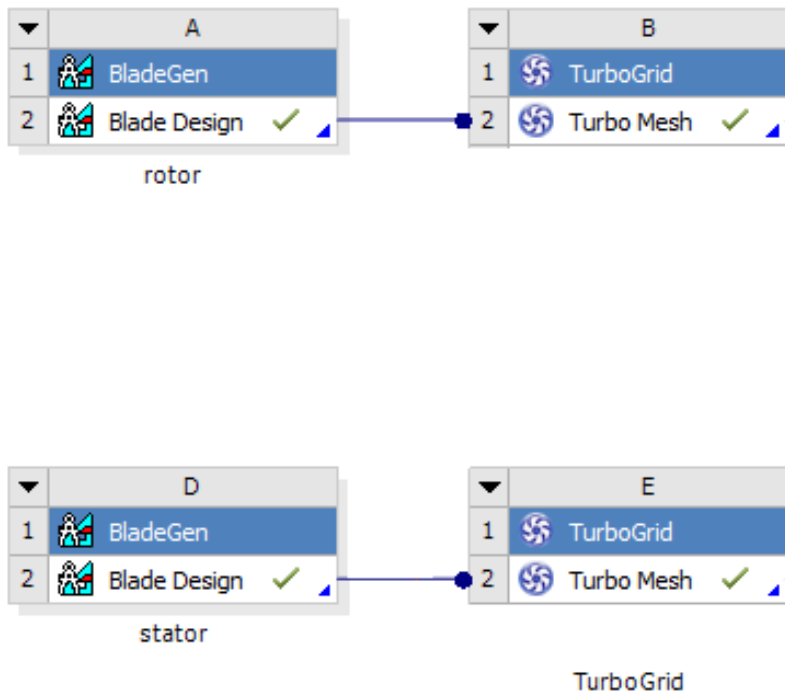 A
1 BladeGen
2 Blade Design
rotor
B
1 TurboGrid
2 Turbo Mesh
D
1 BladeGen
2 Blade Design
stator
E
1 TurboGrid
2 Turbo Mesh
TurboGrid